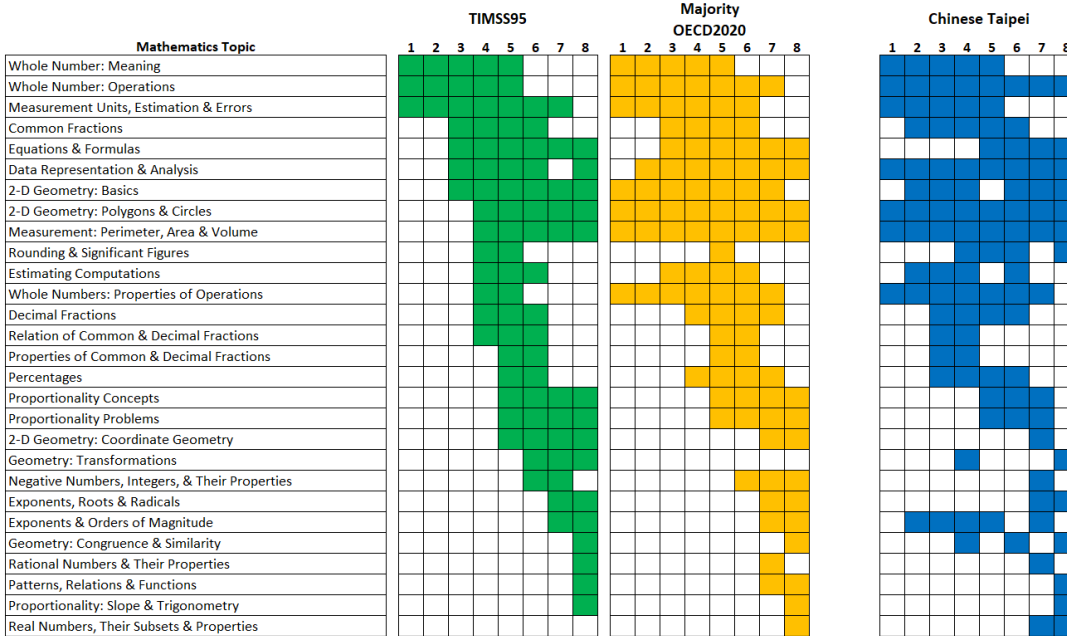 TIMSS95
Majority
OECD2020
Chinese Taipei
Mathematics Topic
1 2 3 4 5 6 7 8
1 2 3 4 5 6 7 8
1 2 3 4 5 6 7 8
Whole Number: Meaning
Whole Number: Operations
Measurement Units, Estimation & Errors
Common Fractions
Equations & Formulas
Data Representation & Analysis
2-D Geometry: Basics
2-D Geometry: Polygons & Circles
Measurement: Perimeter, Area & Volume
Rounding & Significant Figures
Estimating Computations
Whole Numbers: Properties of Operations
Decimal Fractions
Relation of Common & Decimal Fractions
Properties of Common & Decimal Fractions
Percentages
Proportionality Concepts
Proportionality Problems
2-D Geometry: Coordinate Geometry
Geometry: Transformations
Negative Numbers, Integers, & Their Properties
Exponents, Roots & Radicals
Exponents & Orders of Magnitude
Geometry: Congruence & Similarity
Rational Numbers & Their Properties
Patterns, Relations & Functions
Proportionality: Slope & Trigonometry
Real Numbers, Their Subsets & Properties